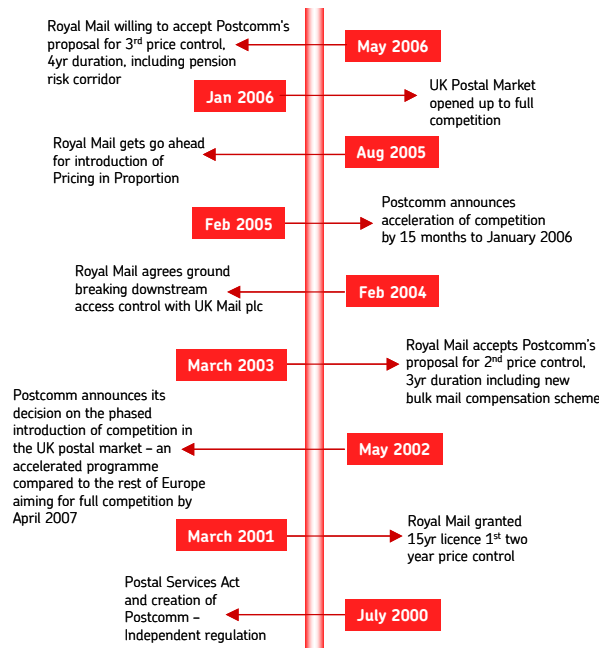 Royal Mail willing to accept Postcomm's
proposal for 3rd price control,
4yr duration, including pension
risk corridor
May 2006
Jan 2006
UK Postal Market
opened up to full
competition
Royal Mail gets go ahead
for introduction of
Pricing in Proportion
Aug 2005
Feb 2005
Postcomm announces
acceleration of competition
by 15 months to January 2006
Royal Mail agrees ground
breaking downstream
access control with UK Mail plc
Feb 2004
March 2003
Royal Mail accepts Postcomm's
proposal for 2nd price control,
3yr duration including new
bulk mail compensation scheme
Postcomm announces its
decision on the phased
introduction of competition in
the UK postal market – an
accelerated programme
compared to the rest of Europe
aiming for full competition by
April 2007
May 2002
March 2001
Royal Mail granted
15yr licence 1st two
year price control
Postal Services Act
and creation of
Postcomm –
Independent regulation
July 2000